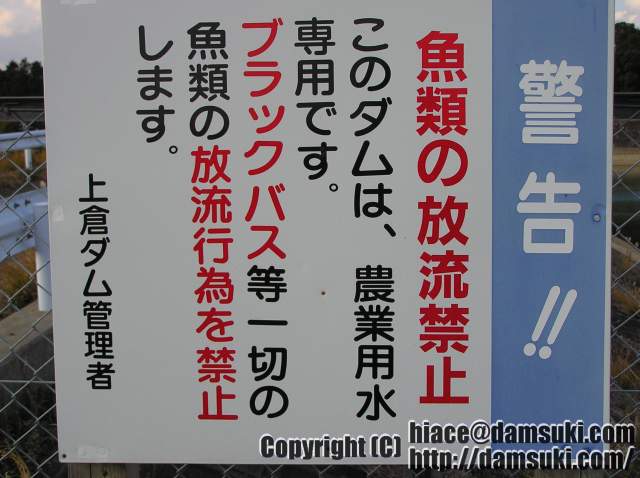 警告!!
魚類の放流禁止
このダムは、農業用水
専用です。
ブラックバス等一切の
魚類の放流行為を禁止
します。
上倉ダム管理者
Copyright (C) hiace@damsuki.com
http://damsuki.com/